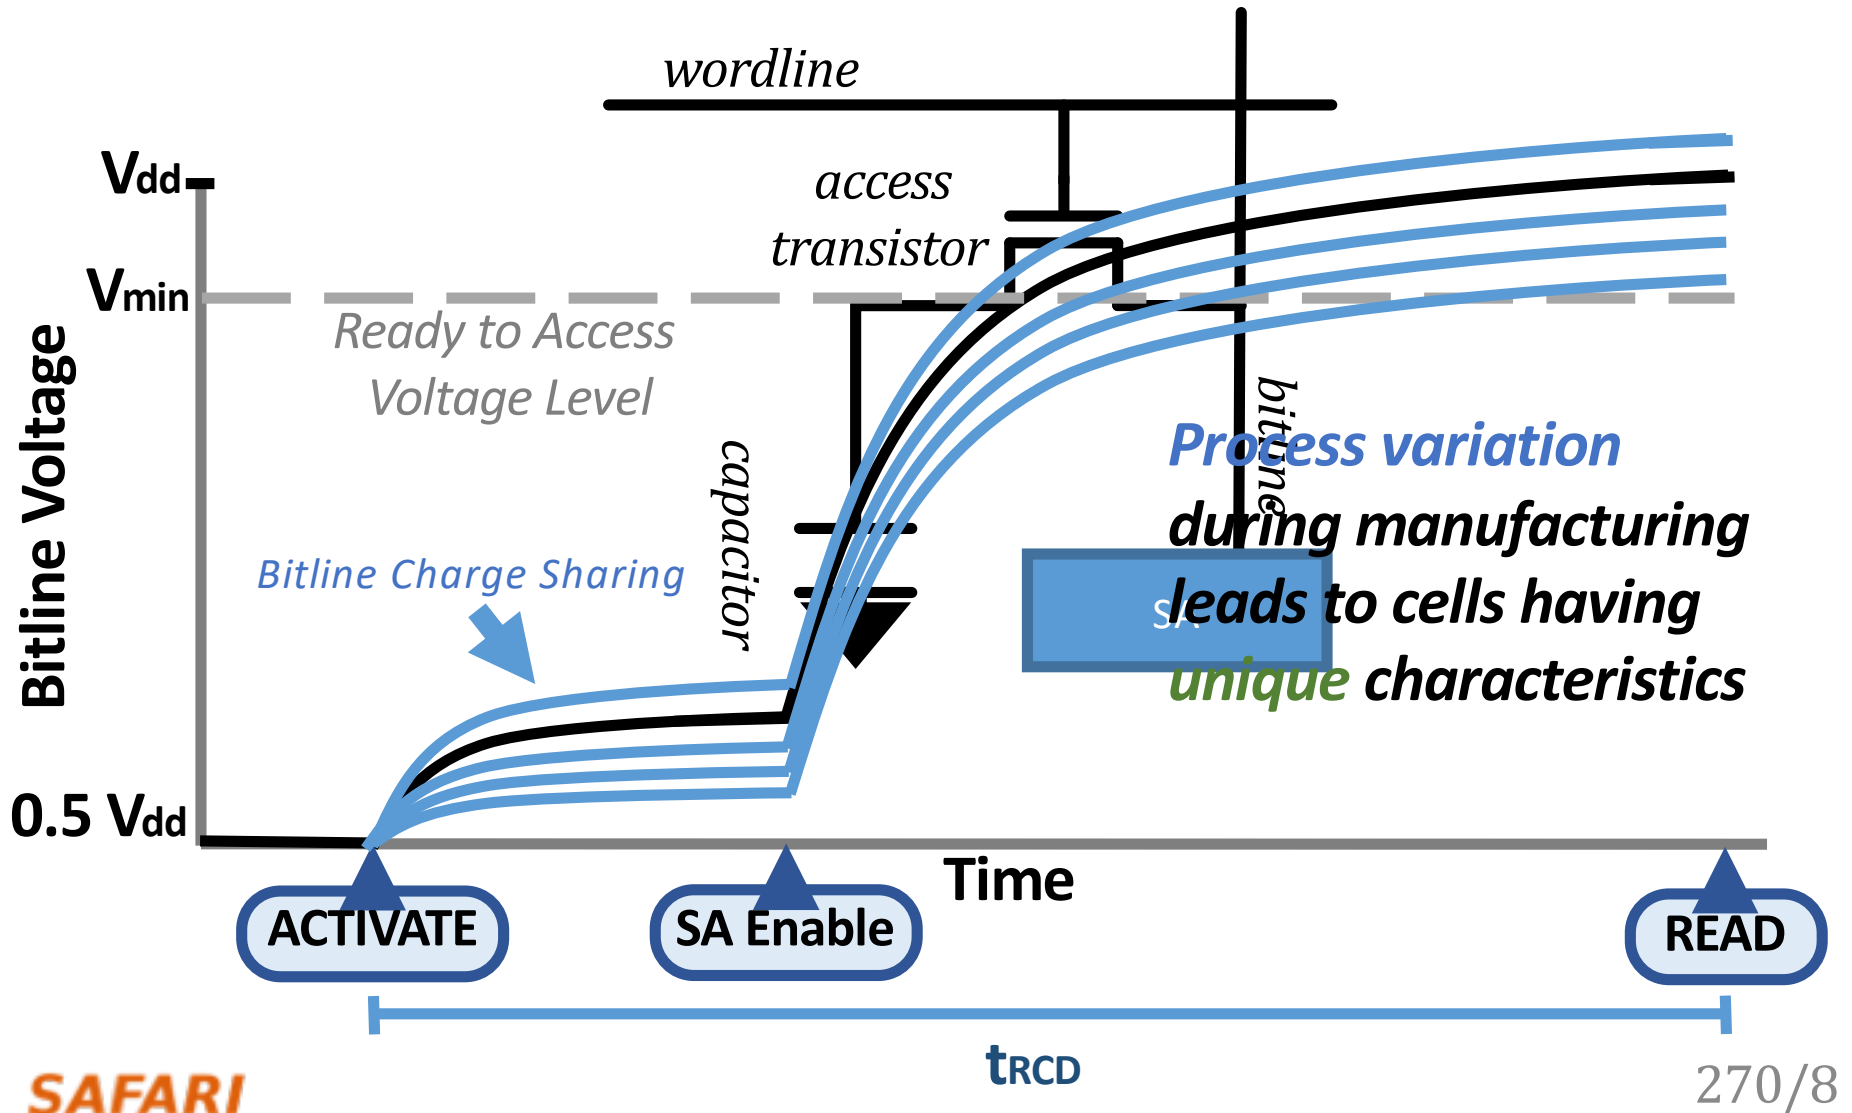 wordline
Vdd
access
transistor
Vmin
Ready to Access
Voltage Level
Bitline Voltage
capacitor
bitline
Process variation
during manufacturing
leads to cells having
unique characteristics
Bitline Charge Sharing
SA
0.5 Vdd
Time
ACTIVATE
SA Enable
READ
tRCD
SAFARI
270/8